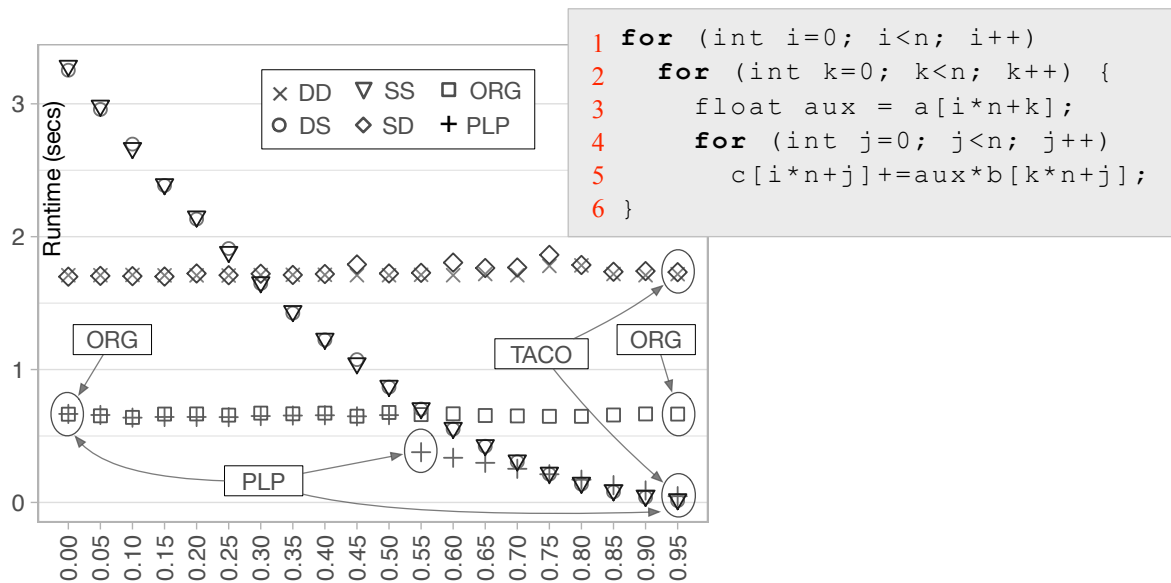 1 for (int i=0; i<n; i++)
2 for (int k=0; k<n; k++) {
3 float aux = a[i*n+k];
4 for (int j=0; j<n; j++)
5 c[i*n+j]+=aux*b[k*n+j];
6 }
Runtime (secs)
× DD ▽ SS □ ORG
○ DS ◇ SD + PLP
3
2
1
0
ORG
TACO
ORG
PLP
0.00
0.05
0.10
0.15
0.20
0.25
0.30
0.35
0.40
0.45
0.50
0.55
0.60
0.65
0.70
0.75
0.80
0.85
0.90
0.95